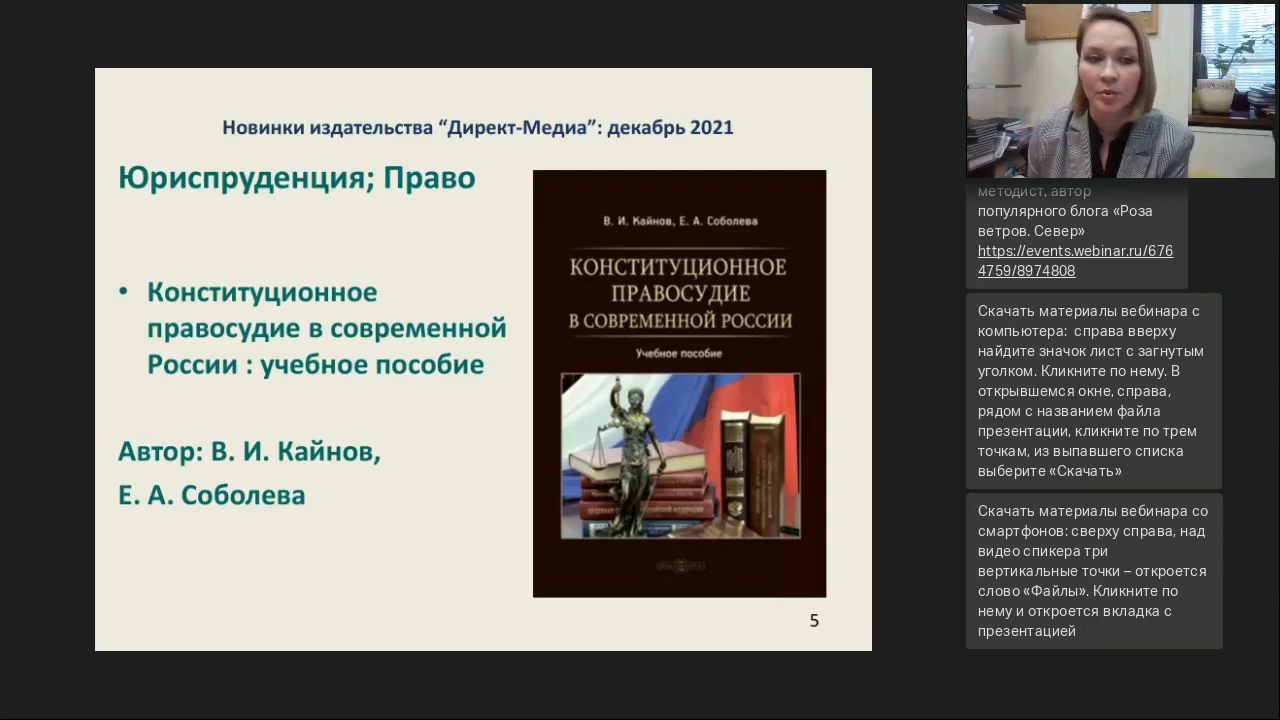 Новинки издательства “Директ-Медиа”: декабрь 2021
Юриспруденция; Право
• Конституционное
правосудие в современной
России : учебное пособие
Автор: В. И. Кайнов,
Е. А. Соболева
В. И. Кайнов, Е. А. Соболева
КОНСТИТУЦИОННОЕ
ПРАВОСУДИЕ
В СОВРЕМЕННОЙ РОССИИ
Учебное пособие
5
методист, автор
популярного блога «Роза
ветров. Север»
https://events.webinar.ru/676
4759/8974808
Скачать материалы вебинара с
компьютера:  справа вверху
найдите значок лист с загнутым
уголком. Кликните по нему. В
открывшемся окне, справа,
рядом с названием файла
презентации, кликните по трем
точкам, из выпавшего списка
выберите «Скачать»
Скачать материалы вебинара со
смартфонов: сверху справа, над
видео спикера три
вертикальные точки – откроется
слово «Файлы». Кликните по
нему и откроется вкладка с
презентацией